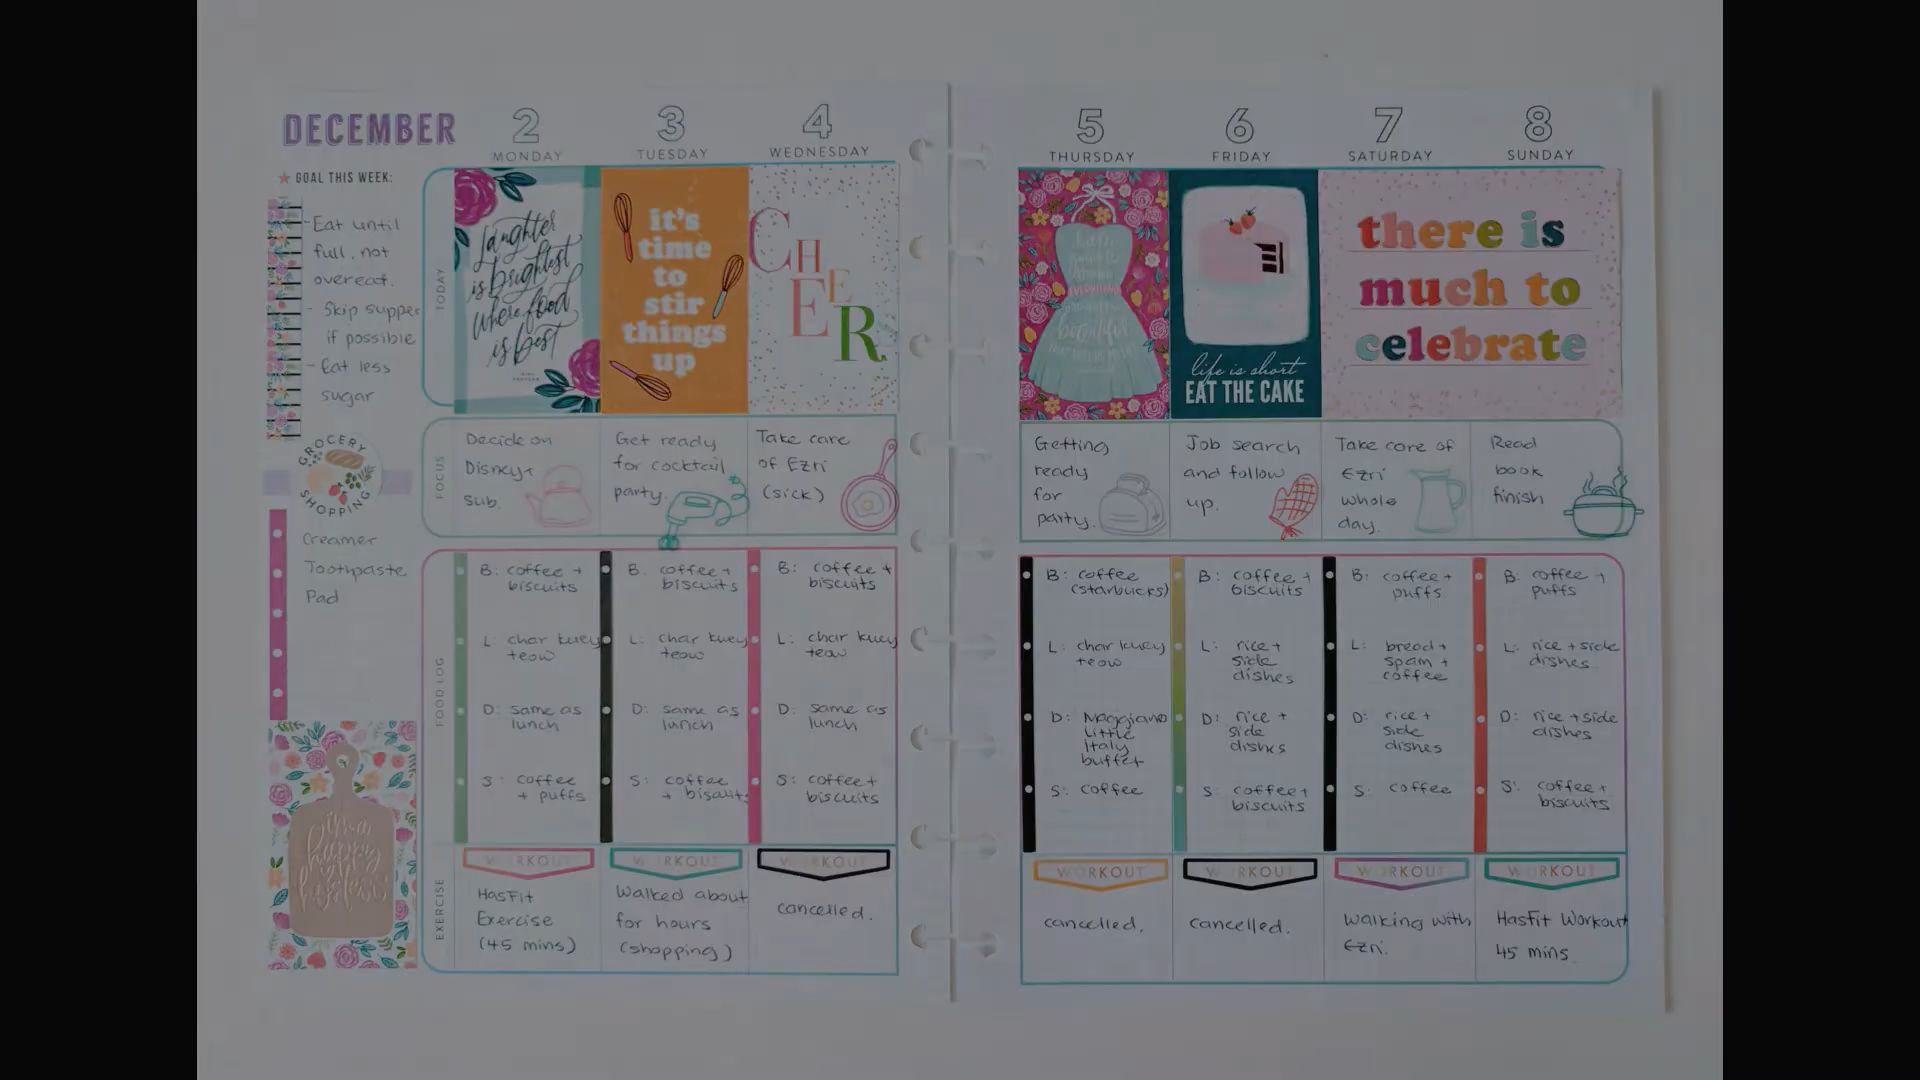 DECEMBER
★ GOAL THIS WEEK:
- Eat until
full, not
overeat.
- Skip supper
if possible
- Eat less
sugar
GROCERY
SHOPPING
Creamer
Toothpaste
Pad
i'm a
happy
2
MONDAY
3
TUESDAY
4
WEDNESDAY
TODAY
laughter
is brightest
where food
is best
it's
time
to
stir
things
up
CHEER
FOCUS
Decide on
Disney+
sub.
Get ready
for cocktail
party.
Take care
of Ezri
(sick)
FOOD LOG
B: coffee +
biscuits
L: char kuey
teow
D: same as
lunch
S: coffee
+ puffs
B: coffee +
biscuits
L: char kuey
teow
D: same as
lunch
S: coffee
+ biscuits
B: coffee +
biscuits
L: char kuey
teow
D: same as
lunch
S: coffee +
biscuits
EXERCISE
WORKOUT
HasFit
Exercise
(45 mins)
WORKOUT
Walked about
for hours
(shopping)
WORKOUT
cancelled.
5
THURSDAY
6
FRIDAY
7
SATURDAY
8
SUNDAY
beautiful
life is short
EAT THE CAKE
there is
much to
celebrate
Getting
ready
for
party.
Job search
and follow
up.
Take care of
Ezri
whole
day.
Read
book
finish
B: coffee
(starbucks)
L: char kuey
teow
D: Maggiano
Little
Italy
buffet
S: coffee
B: coffee +
biscuits
L: rice +
side
dishes
D: rice +
side
dishes
S: coffee +
biscuits
B: coffee +
puffs
L: bread +
spam +
coffee
D: rice +
side
dishes
S: coffee
B: coffee +
puffs
L: rice + side
dishes
D: rice + side
dishes
S: coffee +
biscuits
WORKOUT
cancelled.
WORKOUT
cancelled.
WORKOUT
Walking with
Ezri.
WORKOUT
HasFit Workout
45 mins.